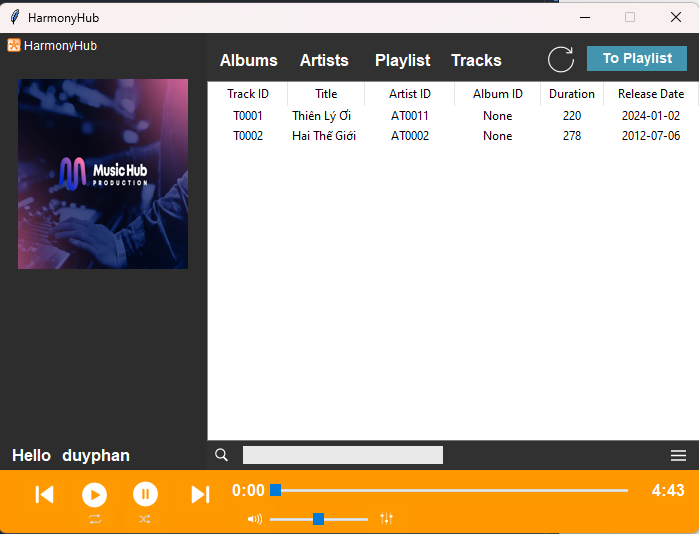 HarmonyHub
HarmonyHub
Albums Artists Playlist Tracks To Playlist
Music Hub
PRODUCTION
Track ID Title Artist ID Album ID Duration Release Date
T0001 Thiên Lý Ơi AT0011 None 220 2024-01-02
T0002 Hai Thế Giới AT0002 None 278 2012-07-06
Hello duyphan
0:00 4:43